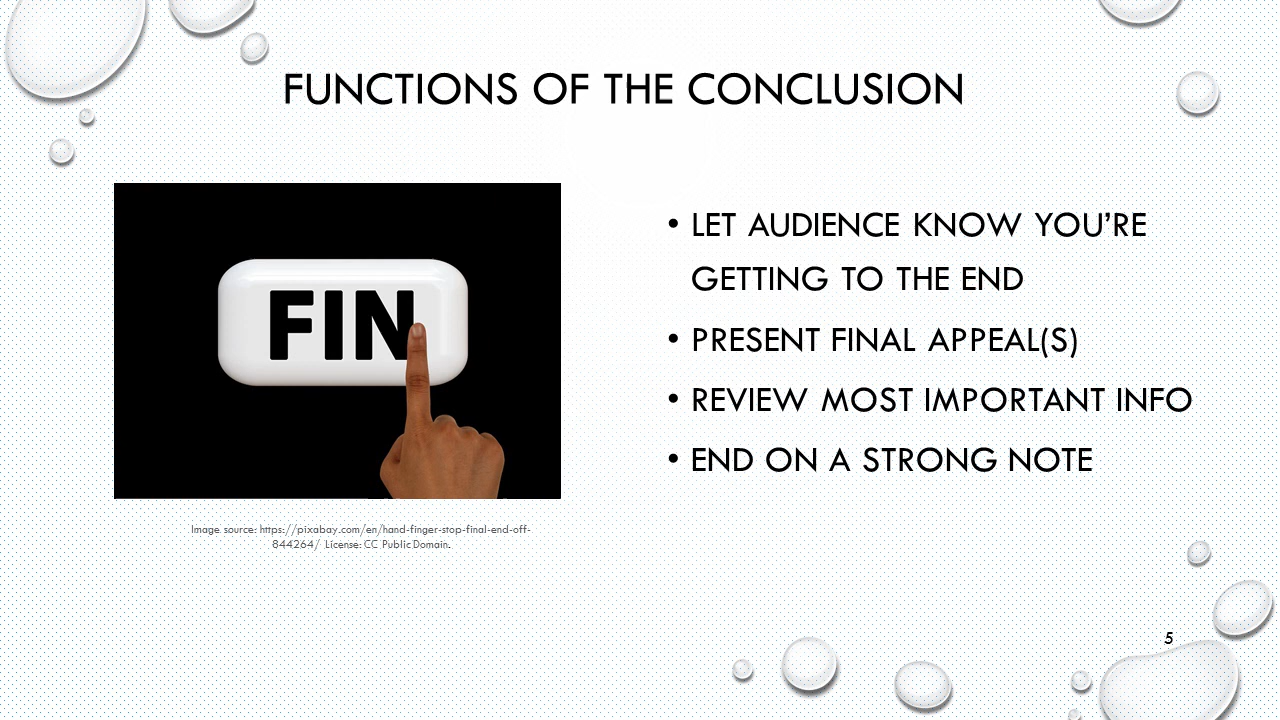 FUNCTIONS OF THE CONCLUSION
FIN
• LET AUDIENCE KNOW YOU’RE
GETTING TO THE END
• PRESENT FINAL APPEAL(S)
• REVIEW MOST IMPORTANT INFO
• END ON A STRONG NOTE
Image source: https://pixabay.com/en/hand-finger-stop-final-end-off-
844264/ License: CC Public Domain.
5